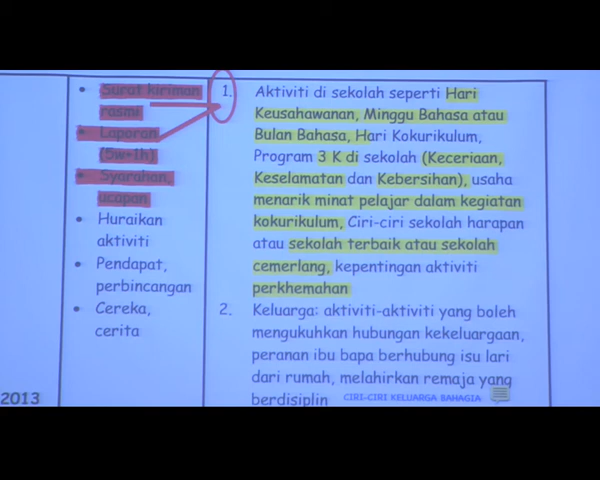 • Surat kiriman
rasmi
• Laporan
(5w+1h)
• Syarahan,
ucapan
• Huraikan
aktiviti
• Pendapat,
perbincangan
• Cereka,
cerita
1. Aktiviti di sekolah seperti Hari
Keusahawanan, Minggu Bahasa atau
Bulan Bahasa, Hari Kokurikulum,
Program 3 K di sekolah (Keceriaan,
Keselamatan dan Kebersihan), usaha
menarik minat pelajar dalam kegiatan
kokurikulum, Ciri-ciri sekolah harapan
atau sekolah terbaik atau sekolah
cemerlang, kepentingan aktiviti
perkhemahan
2. Keluarga: aktiviti-aktiviti yang boleh
mengukuhkan hubungan kekeluargaan,
peranan ibu bapa berhubung isu lari
dari rumah, melahirkan remaja yang
berdisiplin CIRI-CIRI KELUARGA BAHAGIA
2013